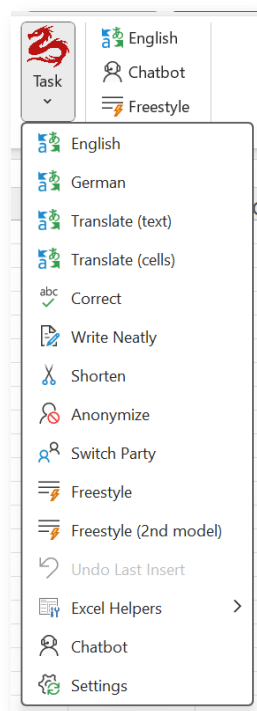 English
Chatbot
Task
Freestyle
English
German
Translate (text)
Translate (cells)
abc
Correct
Write Neatly
Shorten
Anonymize
Switch Party
Freestyle
Freestyle (2nd model)
Undo Last Insert
Excel Helpers
Chatbot
Settings